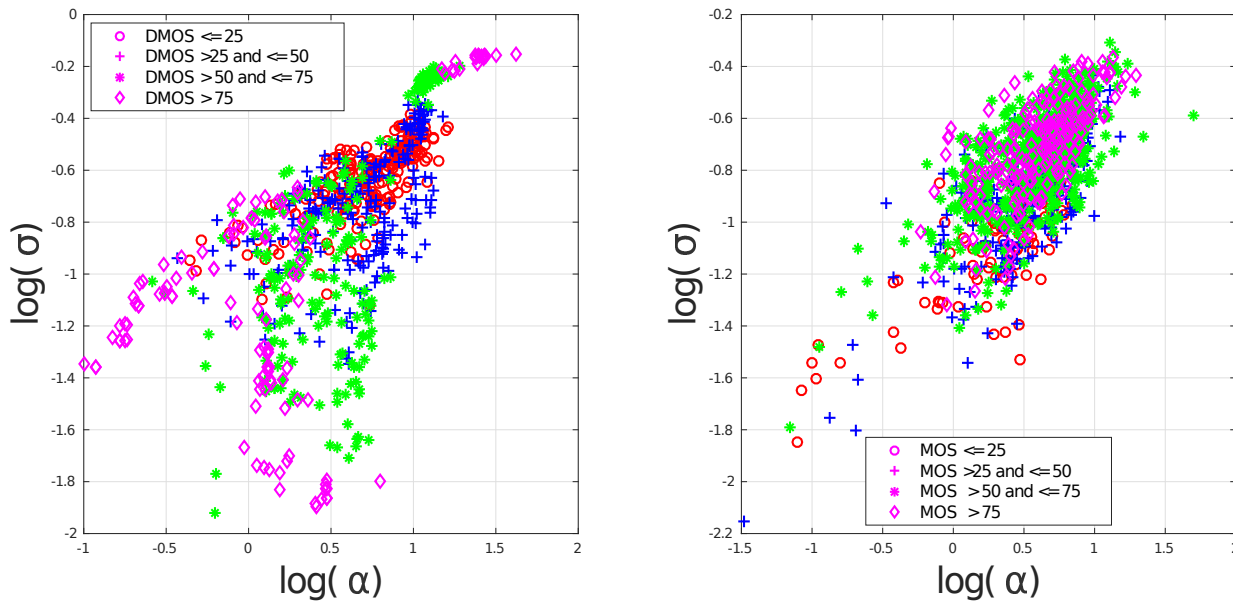 0
-0.2
-0.4
-0.6
-0.8
-1
-1.2
-1.4
-1.6
-1.8
-2
log( σ)
DMOS <=25
DMOS >25 and <=50
DMOS >50 and <=75
DMOS >75
-1 -0.5 0 0.5 1 1.5 2
log( α)
-0.2
-0.4
-0.6
-0.8
-1
-1.2
-1.4
-1.6
-1.8
-2
-2.2
log( σ)
MOS <=25
MOS >25 and <=50
MOS >50 and <=75
MOS >75
-1.5 -1 -0.5 0 0.5 1 1.5 2
log( α)